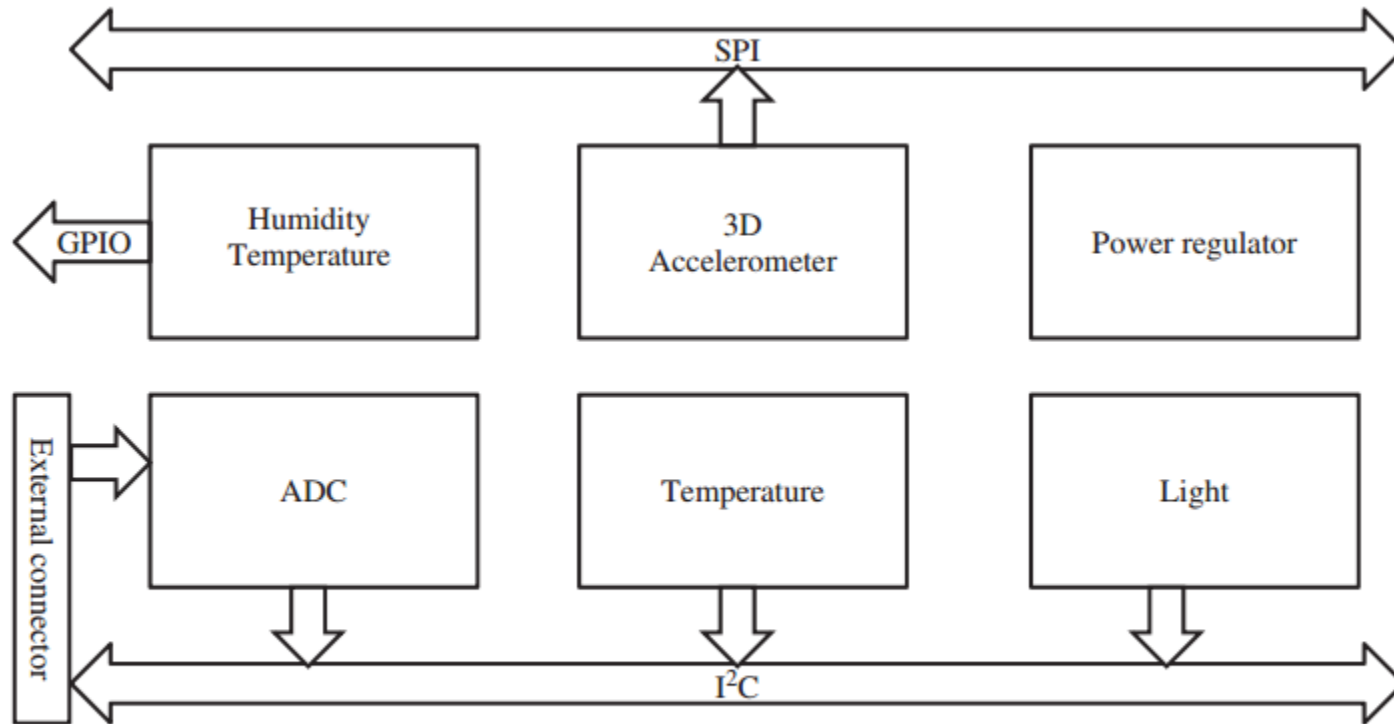 SPI
GPIO
Humidity
Temperature
3D
Accelerometer
Power regulator
External connector
ADC
Temperature
Light
I²C